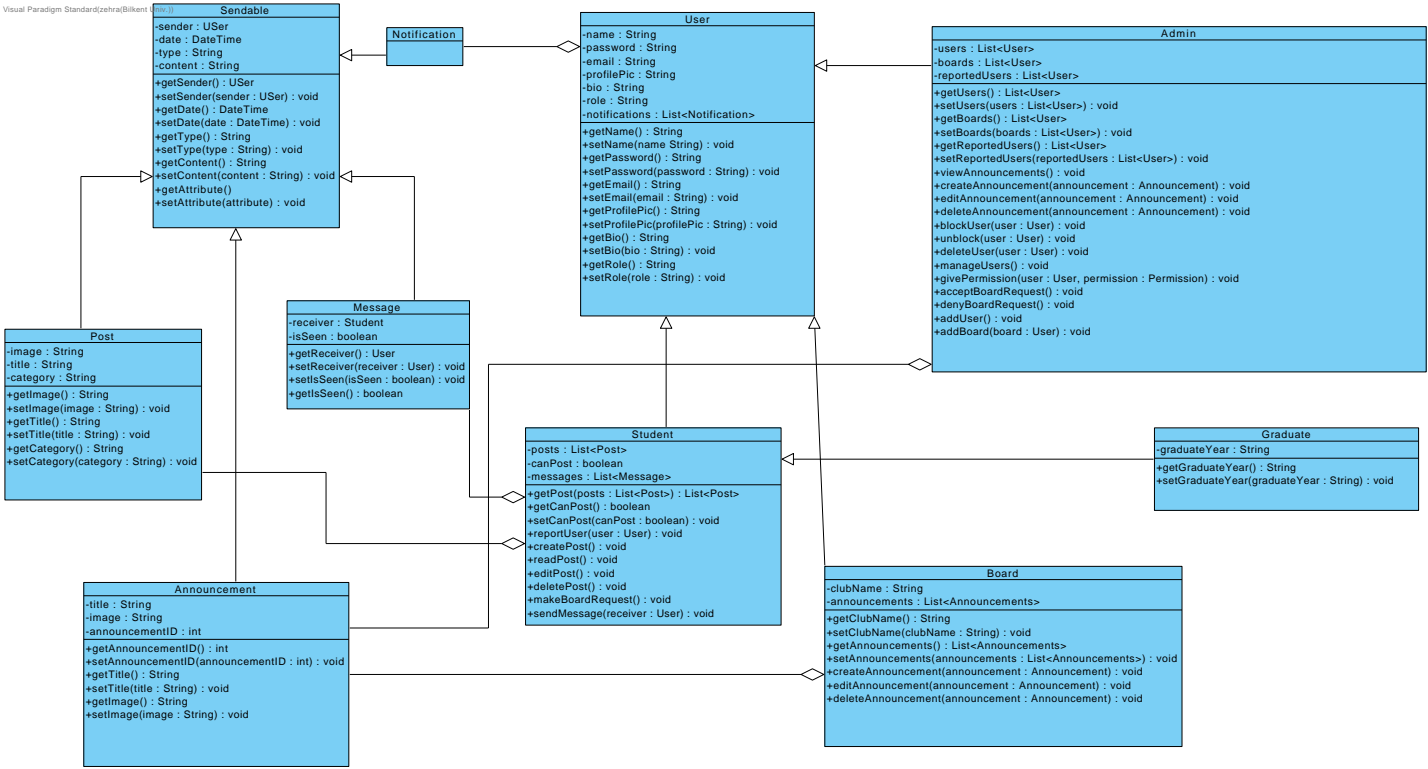 Visual Paradigm Standard(zehra(Bilkent Univ.))
Sendable
-sender : USer
-date : DateTime
-type : String
-content : String
+getSender() : USer
+setSender(sender : USer) : void
+getDate() : DateTime
+setDate(date : DateTime) : void
+getType() : String
+setType(type : String) : void
+getContent() : String
+setContent(content : String) : void
+getAttribute()
+setAttribute(attribute) : void
Notification
User
-name : String
-password : String
-email : String
-profilePic : String
-bio : String
-role : String
-notifications : List<Notification>
+getName() : String
+setName(name String) : void
+getPassword() : String
+setPassword(password : String) : void
+getEmail() : String
+setEmail(email : String) : void
+getProfilePic() : String
+setProfilePic(profilePic : String) : void
+getBio() : String
+setBio(bio : String) : void
+getRole() : String
+setRole(role : String) : void
Admin
-users : List<User>
-boards : List<User>
-reportedUsers : List<User>
+getUsers() : List<User>
+setUsers(users : List<User>) : void
+getBoards() : List<User>
+setBoards(boards : List<User>) : void
+getReportedUsers() : List<User>
+setReportedUsers(reportedUsers : List<User>) : void
+viewAnnouncements() : void
+createAnnouncement(announcement : Announcement) : void
+editAnnouncement(announcement : Announcement) : void
+deleteAnnouncement(announcement : Announcement) : void
+blockUser(user : User) : void
+unblock(user : User) : void
+deleteUser(user : User) : void
+manageUsers() : void
+givePermission(user : User, permission : Permission) : void
+acceptBoardRequest() : void
+denyBoardRequest() : void
+addUser() : void
+addBoard(board : User) : void
Message
-receiver : Student
-isSeen : boolean
+getReceiver() : User
+setReceiver(receiver : User) : void
+setIsSeen(isSeen : boolean) : void
+getIsSeen() : boolean
Post
-image : String
-title : String
-category : String
+getImage() : String
+setImage(image : String) : void
+getTitle() : String
+setTitle(title : String) : void
+getCategory() : String
+setCategory(category : String) : void
Student
-posts : List<Post>
-canPost : boolean
-messages : List<Message>
+getPost(posts : List<Post>) : List<Post>
+getCanPost() : boolean
+setCanPost(canPost : boolean) : void
+reportUser(user : User) : void
+createPost() : void
+readPost() : void
+editPost() : void
+deletePost() : void
+makeBoardRequest() : void
+sendMessage(receiver : User) : void
Graduate
-graduateYear : String
+getGraduateYear() : String
+setGraduateYear(graduateYear : String) : void
Announcement
-title : String
-image : String
-announcementID : int
+getAnnouncementID() : int
+setAnnouncementID(announcementID : int) : void
+getTitle() : String
+setTitle(title : String) : void
+getImage() : String
+setImage(image : String) : void
Board
-clubName : String
-announcements : List<Announcements>
+getClubName() : String
+setClubName(clubName : String) : void
+getAnnouncements() : List<Announcements>
+setAnnouncements(announcements : List<Announcements>) : void
+createAnnouncement(announcement : Announcement) : void
+editAnnouncement(announcement : Announcement) : void
+deleteAnnouncement(announcement : Announcement) : void